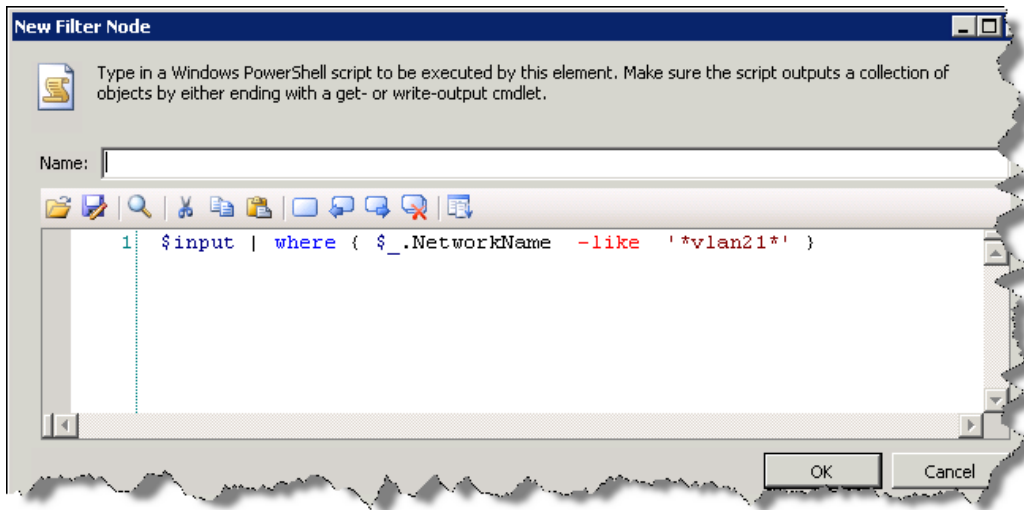 New Filter Node
Type in a Windows PowerShell script to be executed by this element. Make sure the script outputs a collection of
objects by either ending with a get- or write-output cmdlet.
Name:
1 $input | where { $_.NetworkName -like '*vlan21*' }
OK Cancel